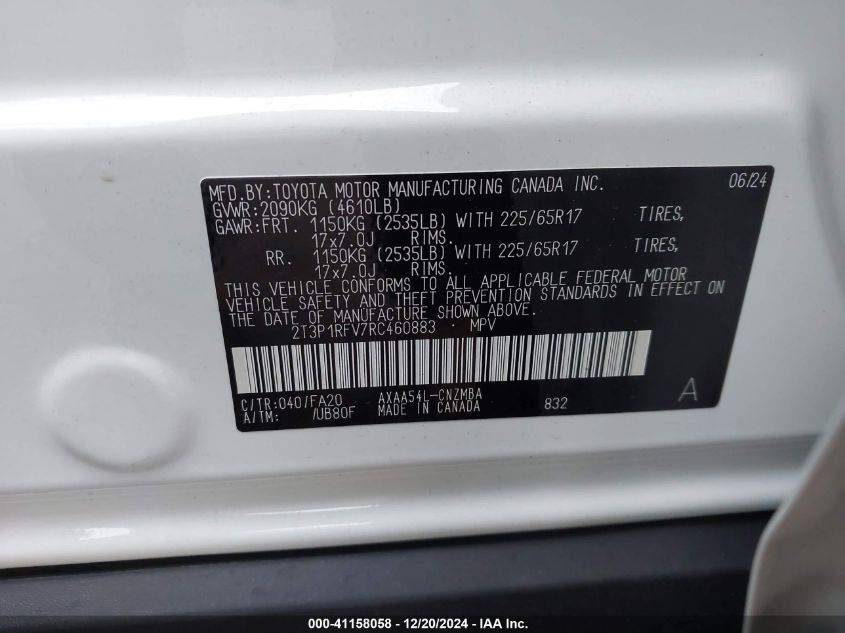 MFD.BY:TOYOTA MOTOR MANUFACTURING CANADA INC. 06/24
GVWR:2090KG (4610LB)
GAWR:FRT. 1150KG (2535LB) WITH 225/65R17 TIRES,
17x7.0J RIMS.
RR. 1150KG (2535LB) WITH 225/65R17 TIRES,
17x7.0J RIMS.
THIS VEHICLE CONFORMS TO ALL APPLICABLE FEDERAL MOTOR
VEHICLE SAFETY AND THEFT PREVENTION STANDARDS IN EFFECT ON
THE DATE OF MANUFACTURE SHOWN ABOVE.
2T3P1RFV7RC460883 MPV
C/TR:040/FA20 AXAA54L-CNZMBA 832 A
A/TM: /UB80F MADE IN CANADA
000-41158058 - 12/20/2024 - IAA Inc.